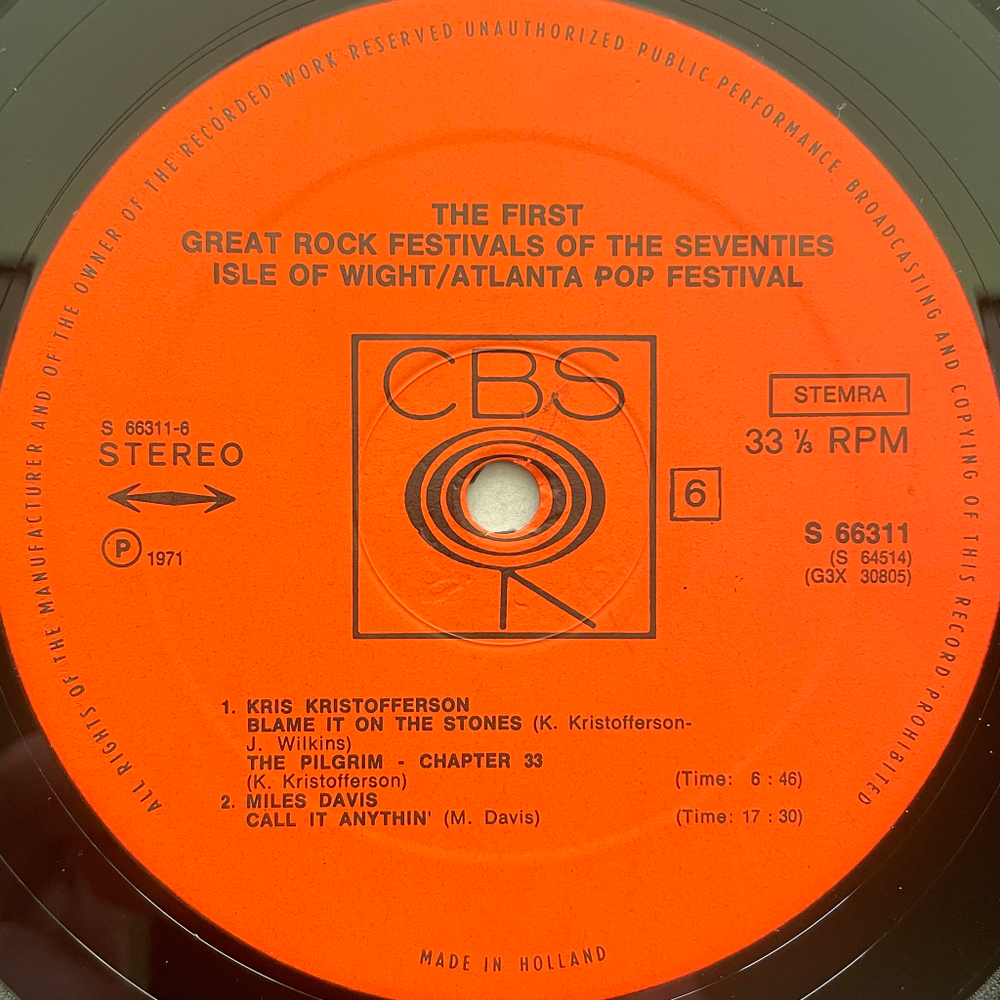 ALL RIGHTS OF THE MANUFACTURER AND OF THE OWNER OF THE RECORDED WORK RESERVED UNAUTHORIZED PUBLIC PERFORMANCE BROADCASTING AND COPYING OF THIS RECORD PROHIBITED
THE FIRST
GREAT ROCK FESTIVALS OF THE SEVENTIES
ISLE OF WIGHT/ATLANTA POP FESTIVAL
CBS
STEMRA
S 66311-6
STEREO
33 ⅓ RPM
6
P 1971
S 66311
(S 64514)
(G3X 30805)
1. KRIS KRISTOFFERSON
BLAME IT ON THE STONES (K. Kristofferson-
J. Wilkins)
THE PILGRIM - CHAPTER 33
(K. Kristofferson) (Time: 6 : 46)
2. MILES DAVIS
CALL IT ANYTHIN' (M. Davis) (Time: 17 : 30)
MADE IN HOLLAND